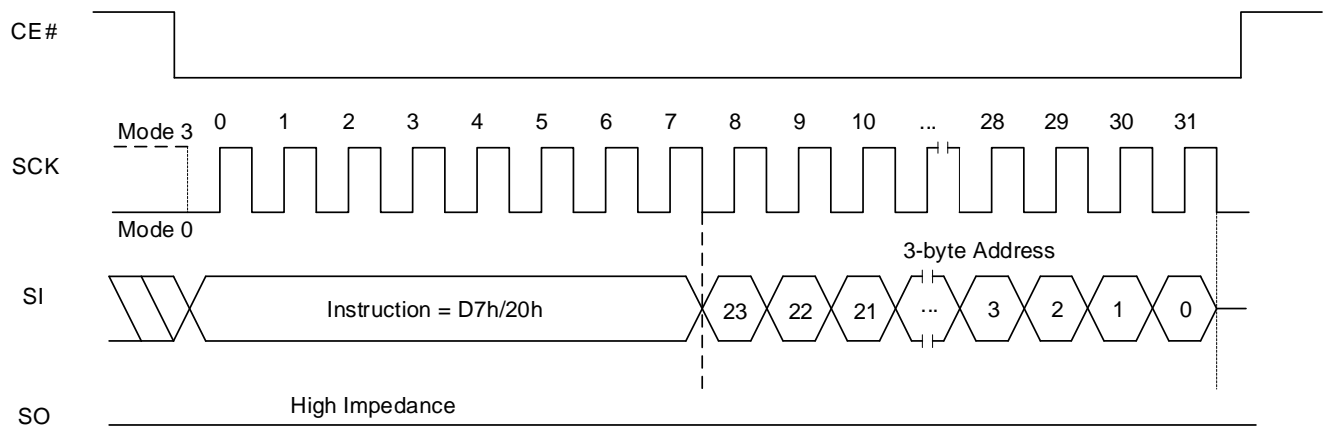 CE#
Mode 3 0 1 2 3 4 5 6 7 8 9 10 ... 28 29 30 31
SCK
Mode 0
3-byte Address
SI Instruction = D7h/20h 23 22 21 ... 3 2 1 0
High Impedance
SO